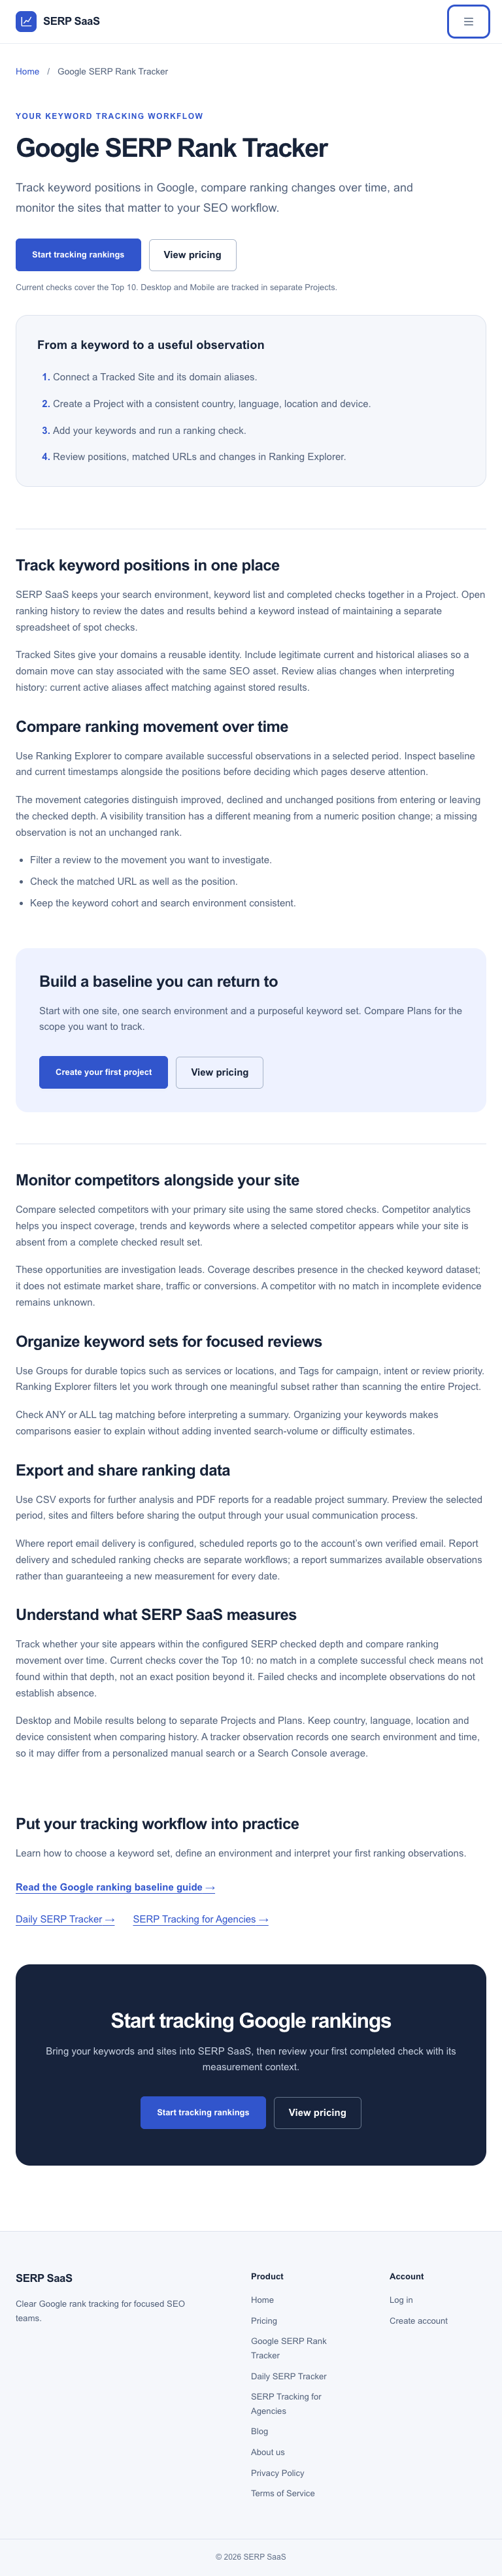 SERP SaaS
Home / Google SERP Rank Tracker
YOUR KEYWORD TRACKING WORKFLOW
Google SERP Rank Tracker
Track keyword positions in Google, compare ranking changes over time, and
monitor the sites that matter to your SEO workflow.
Start tracking rankings
View pricing
Current checks cover the Top 10. Desktop and Mobile are tracked in separate Projects.
From a keyword to a useful observation
1. Connect a Tracked Site and its domain aliases.
2. Create a Project with a consistent country, language, location and device.
3. Add your keywords and run a ranking check.
4. Review positions, matched URLs and changes in Ranking Explorer.
Track keyword positions in one place
SERP SaaS keeps your search environment, keyword list and completed checks together in a Project. Open
ranking history to review the dates and results behind a keyword instead of maintaining a separate
spreadsheet of spot checks.
Tracked Sites give your domains a reusable identity. Include legitimate current and historical aliases so a
domain move can stay associated with the same SEO asset. Review alias changes when interpreting
history: current active aliases affect matching against stored results.
Compare ranking movement over time
Use Ranking Explorer to compare available successful observations in a selected period. Inspect baseline
and current timestamps alongside the positions before deciding which pages deserve attention.
The movement categories distinguish improved, declined and unchanged positions from entering or leaving
the checked depth. A visibility transition has a different meaning from a numeric position change; a missing
observation is not an unchanged rank.
• Filter a review to the movement you want to investigate.
• Check the matched URL as well as the position.
• Keep the keyword cohort and search environment consistent.
Build a baseline you can return to
Start with one site, one search environment and a purposeful keyword set. Compare Plans for the
scope you want to track.
Create your first project
View pricing
Monitor competitors alongside your site
Compare selected competitors with your primary site using the same stored checks. Competitor analytics
helps you inspect coverage, trends and keywords where a selected competitor appears while your site is
absent from a complete checked result set.
These opportunities are investigation leads. Coverage describes presence in the checked keyword dataset;
it does not estimate market share, traffic or conversions. A competitor with no match in incomplete evidence
remains unknown.
Organize keyword sets for focused reviews
Use Groups for durable topics such as services or locations, and Tags for campaign, intent or review priority.
Ranking Explorer filters let you work through one meaningful subset rather than scanning the entire Project.
Check ANY or ALL tag matching before interpreting a summary. Organizing your keywords makes
comparisons easier to explain without adding invented search-volume or difficulty estimates.
Export and share ranking data
Use CSV exports for further analysis and PDF reports for a readable project summary. Preview the selected
period, sites and filters before sharing the output through your usual communication process.
Where report email delivery is configured, scheduled reports go to the account's own verified email. Report
delivery and scheduled ranking checks are separate workflows; a report summarizes available observations
rather than guaranteeing a new measurement for every date.
Understand what SERP SaaS measures
Track whether your site appears within the configured SERP checked depth and compare ranking
movement over time. Current checks cover the Top 10: no match in a complete successful check means not
found within that depth, not an exact position beyond it. Failed checks and incomplete observations do not
establish absence.
Desktop and Mobile results belong to separate Projects and Plans. Keep country, language, location and
device consistent when comparing history. A tracker observation records one search environment and time,
so it may differ from a personalized manual search or a Search Console average.
Put your tracking workflow into practice
Learn how to choose a keyword set, define an environment and interpret your first ranking observations.
Read the Google ranking baseline guide →
Daily SERP Tracker →
SERP Tracking for Agencies →
Start tracking Google rankings
Bring your keywords and sites into SERP SaaS, then review your first completed check with its
measurement context.
Start tracking rankings
View pricing
SERP SaaS
Clear Google rank tracking for focused SEO
teams.
Product
Home
Pricing
Google SERP Rank
Tracker
Daily SERP Tracker
SERP Tracking for
Agencies
Blog
About us
Privacy Policy
Terms of Service
Account
Log in
Create account
© 2026 SERP SaaS